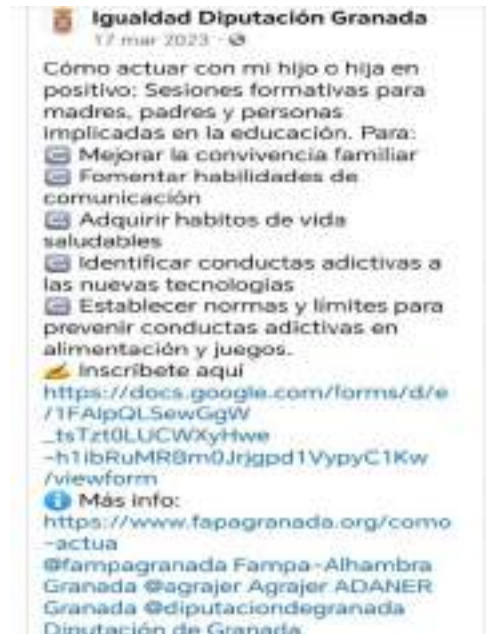 Igualdad Diputación Granada
17 mar 2023
Cómo actuar con mi hijo o hija en
positivo: Sesiones formativas para
madres, padres y personas
implicadas en la educación. Para:
Mejorar la convivencia familiar
Fomentar habilidades de
comunicación
Adquirir habitos de vida
saludables
Identificar conductas adictivas a
las nuevas tecnologías
Establecer normas y límites para
prevenir conductas adictivas en
alimentación y juegos.
Inscríbete aquí
https://docs.google.com/forms/d/e
/1FAIpQLSewGgW
_tsTzt0LUCWXyHwe
-h1ibRuMR8m0Jrjgpd1VypyC1Kw
/viewform
Más info:
https://www.fapagranada.org/como
-actua
@fampagranada Fampa-Alhambra
Granada @agrajer Agrajer ADANER
Granada @diputaciondegranada
Diputación de Granada